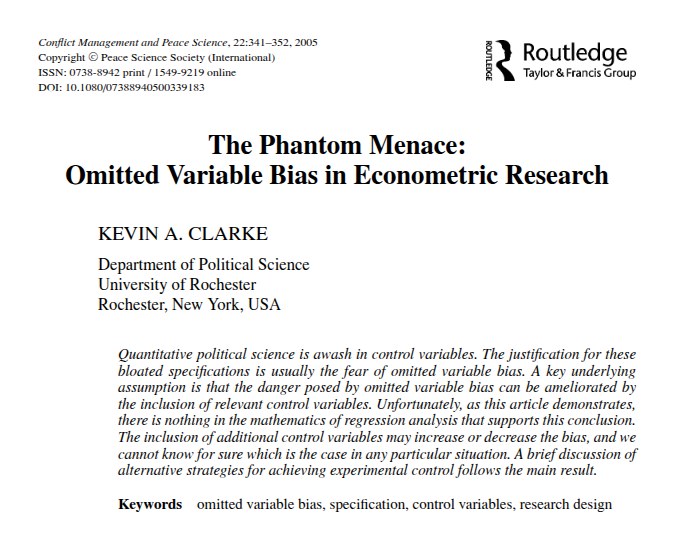 Conflict Management and Peace Science, 22:341–352, 2005
Copyright © Peace Science Society (International)
ISSN: 0738-8942 print / 1549-9219 online
DOI: 10.1080/07388940500339183
ROUTLEDGE
Routledge
Taylor & Francis Group
The Phantom Menace:
Omitted Variable Bias in Econometric Research
KEVIN A. CLARKE
Department of Political Science
University of Rochester
Rochester, New York, USA
Quantitative political science is awash in control variables. The justification for these
bloated specifications is usually the fear of omitted variable bias. A key underlying
assumption is that the danger posed by omitted variable bias can be ameliorated by
the inclusion of relevant control variables. Unfortunately, as this article demonstrates,
there is nothing in the mathematics of regression analysis that supports this conclusion.
The inclusion of additional control variables may increase or decrease the bias, and we
cannot know for sure which is the case in any particular situation. A brief discussion of
alternative strategies for achieving experimental control follows the main result.
Keywords omitted variable bias, specification, control variables, research design